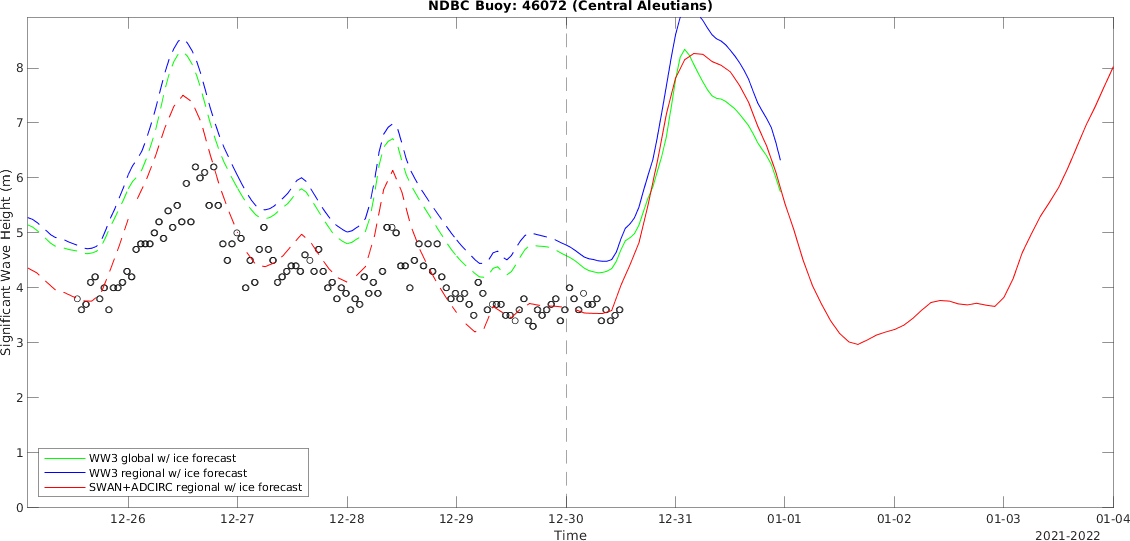 NDBC Buoy: 46072 (Central Aleutians)
Significant Wave Height (m)
8
7
6
5
4
3
2
1
0
WW3 global w/ ice forecast
WW3 regional w/ ice forecast
SWAN+ADCIRC regional w/ ice forecast
12-26 12-27 12-28 12-29 12-30 12-31 01-01 01-02 01-03 01-04
Time
2021-2022